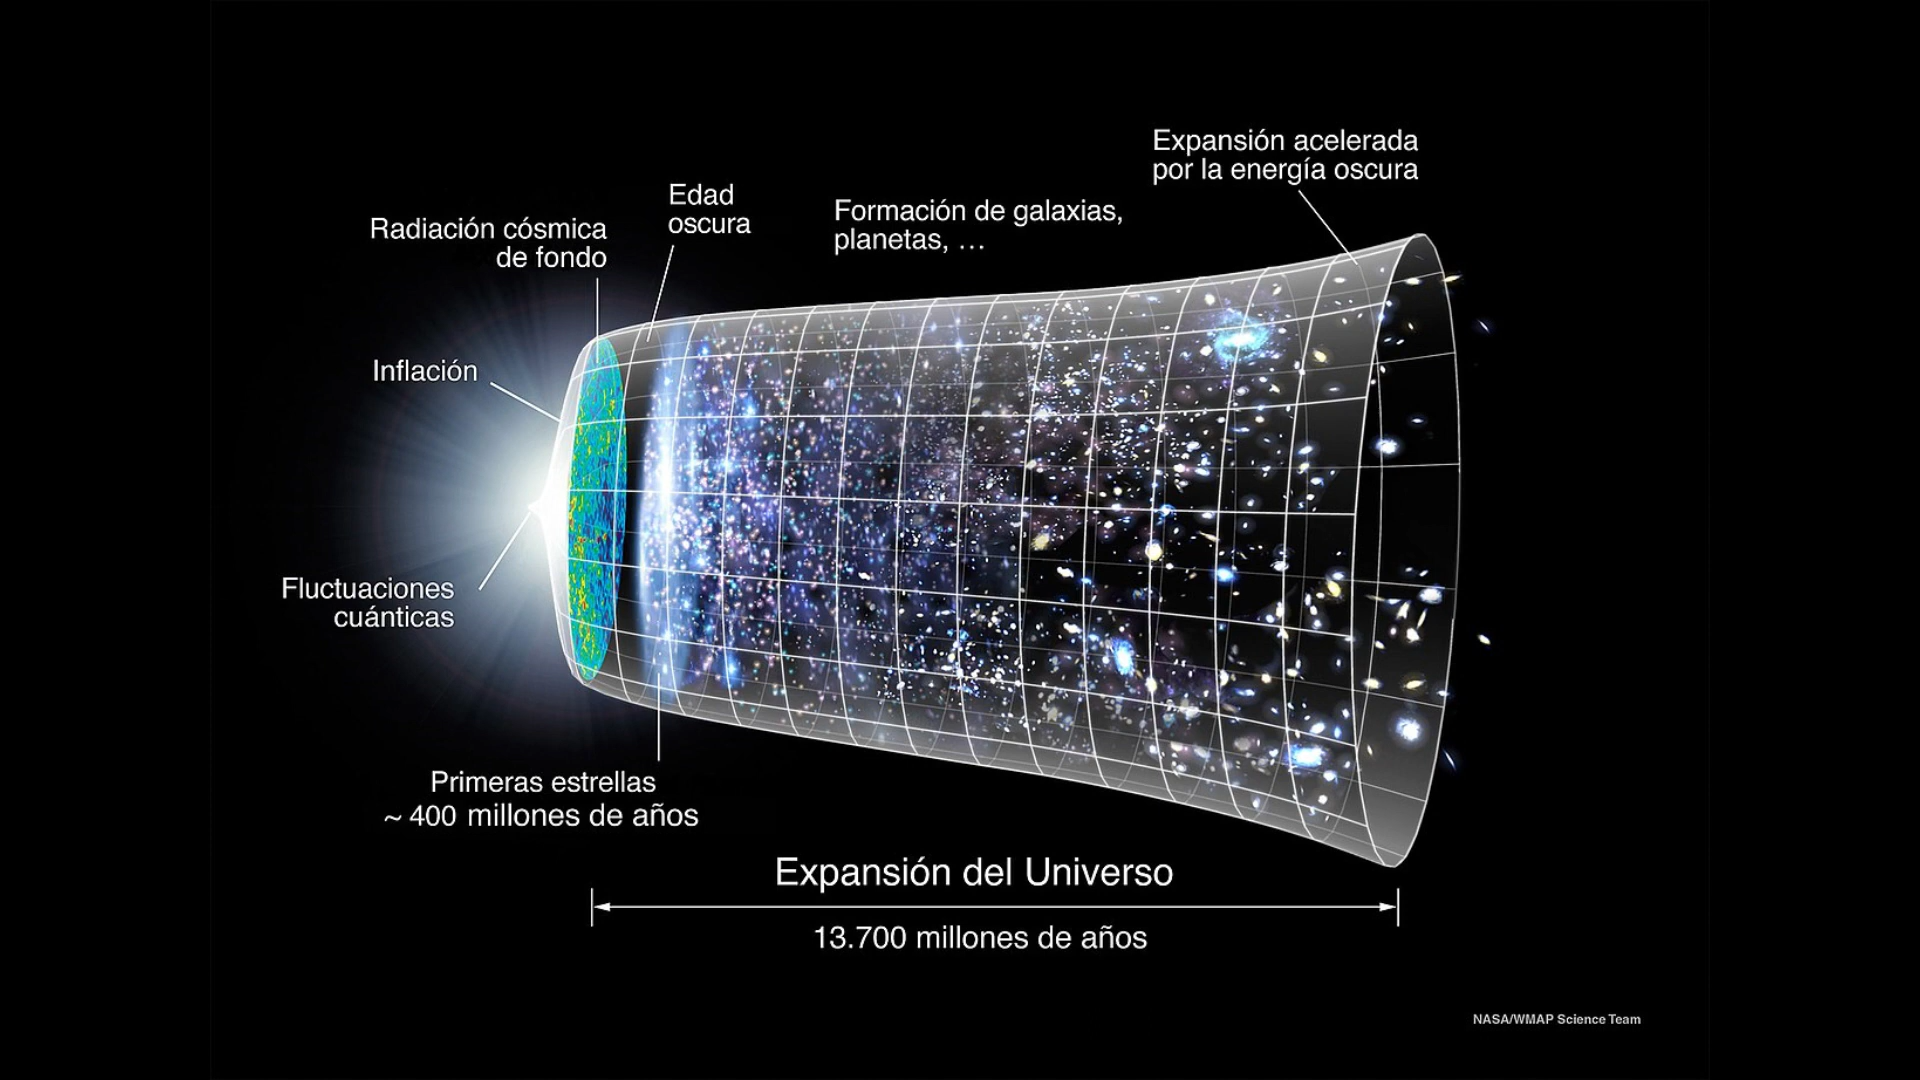 Expansión acelerada
por la energía oscura
Edad
oscura
Formación de galaxias,
planetas, …
Radiación cósmica
de fondo
Inflación
Fluctuaciones
cuánticas
Primeras estrellas
~ 400 millones de años
Expansión del Universo
13.700 millones de años
NASA/WMAP Science Team